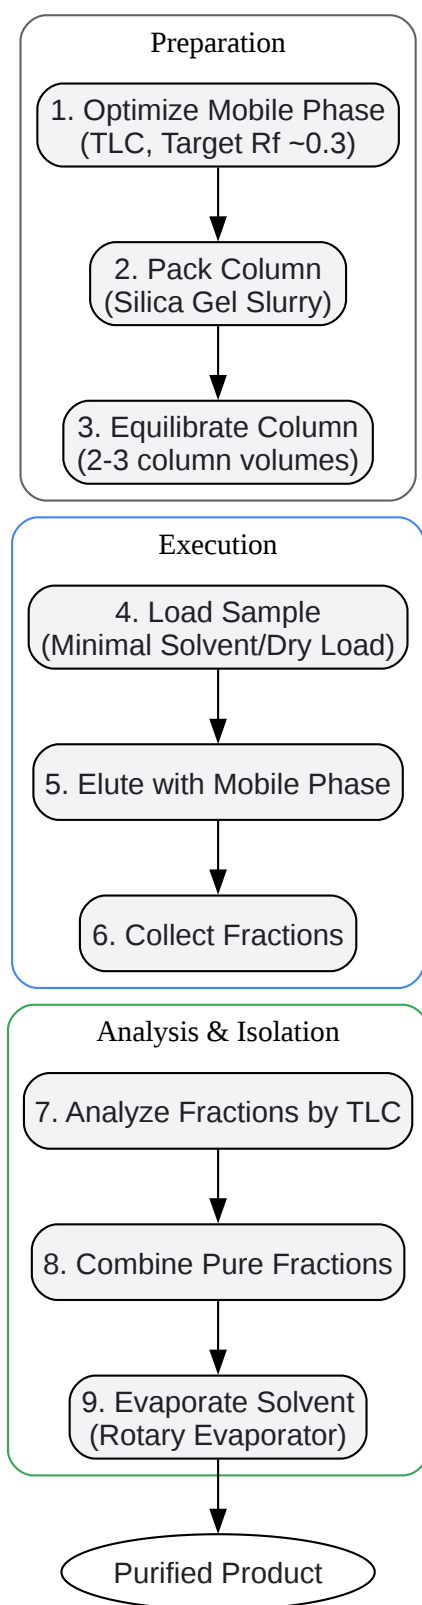 Preparation
1. Optimize Mobile Phase
(TLC, Target Rf ~0.3)
2. Pack Column
(Silica Gel Slurry)
3. Equilibrate Column
(2-3 column volumes)
Execution
4. Load Sample
(Minimal Solvent/Dry Load)
5. Elute with Mobile Phase
6. Collect Fractions
Analysis & Isolation
7. Analyze Fractions by TLC
8. Combine Pure Fractions
9. Evaporate Solvent
(Rotary Evaporator)
Purified Product